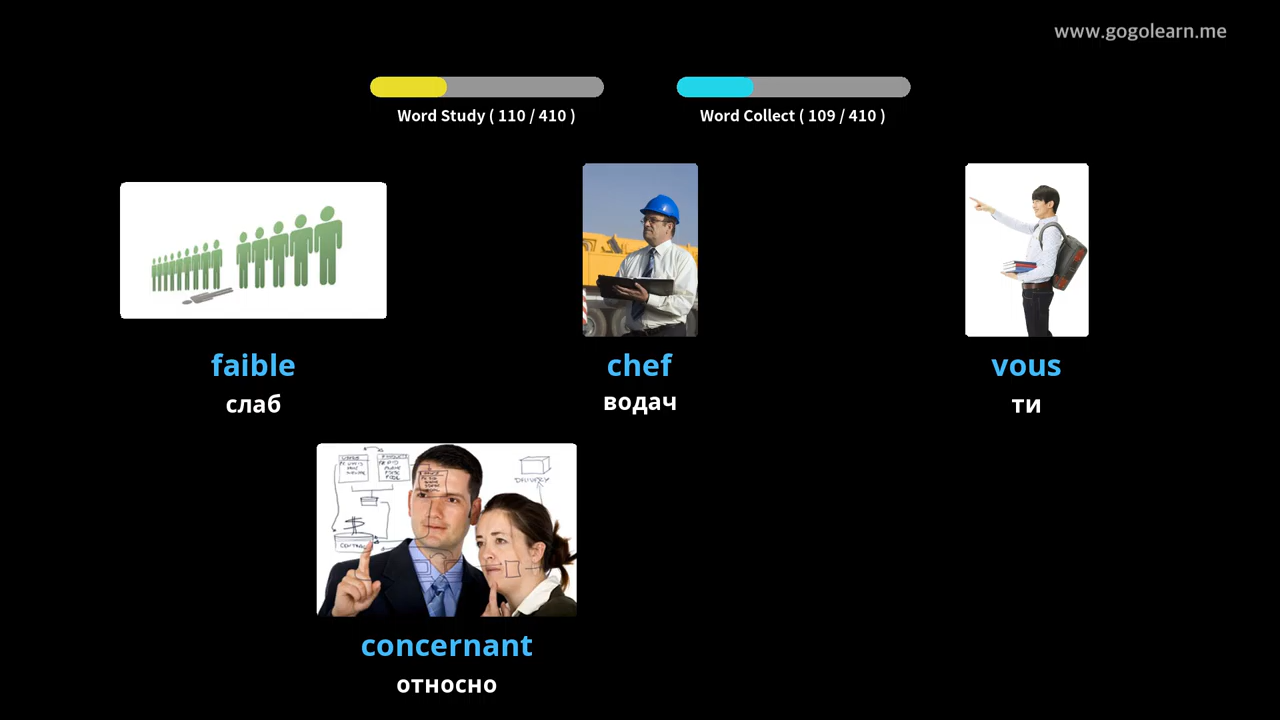 www.gogolearn.me
Word Study ( 110 / 410 )
Word Collect ( 109 / 410 )
faible
chef
vous
слаб
водач
ти
concernant
относно